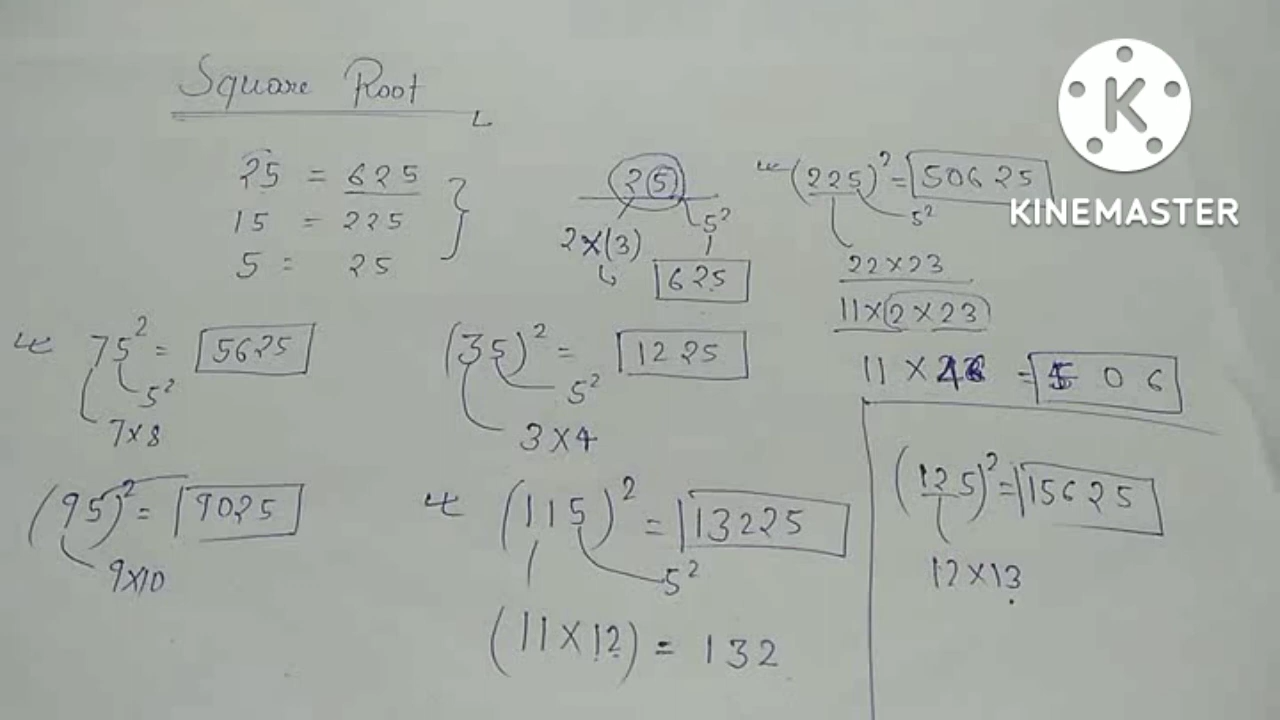 Square Root
25 = 625
15 = 225
5 = 25
25
2×(3) 5²
625
(225)² = 50625
5²
22×23
11×2×23
11×46 = 506
KINEMASTER
75² = 5625
5²
7×8
(35)² = 1225
5²
3×4
(95)² = 9025
9×10
(115)² = 13225
5²
(11×12) = 132
(125)² = 15625
12×13